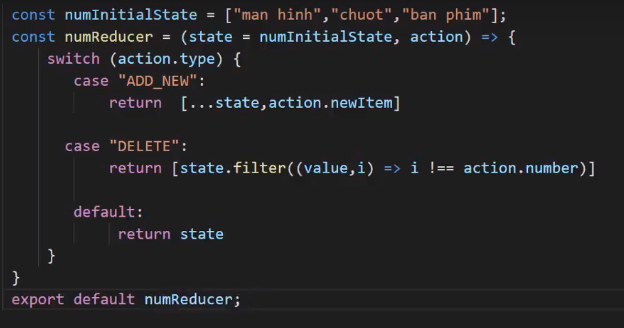 const numInitialState = ["man hinh","chuot","ban phim"];
const numReducer = (state = numInitialState, action) => {
    switch (action.type) {
       case "ADD_NEW":
           return  [...state,action.newItem]
      case "DELETE":
           return [state.filter((value,i) => i !== action.number)]
       default:
            return state
    }
}
export default numReducer;